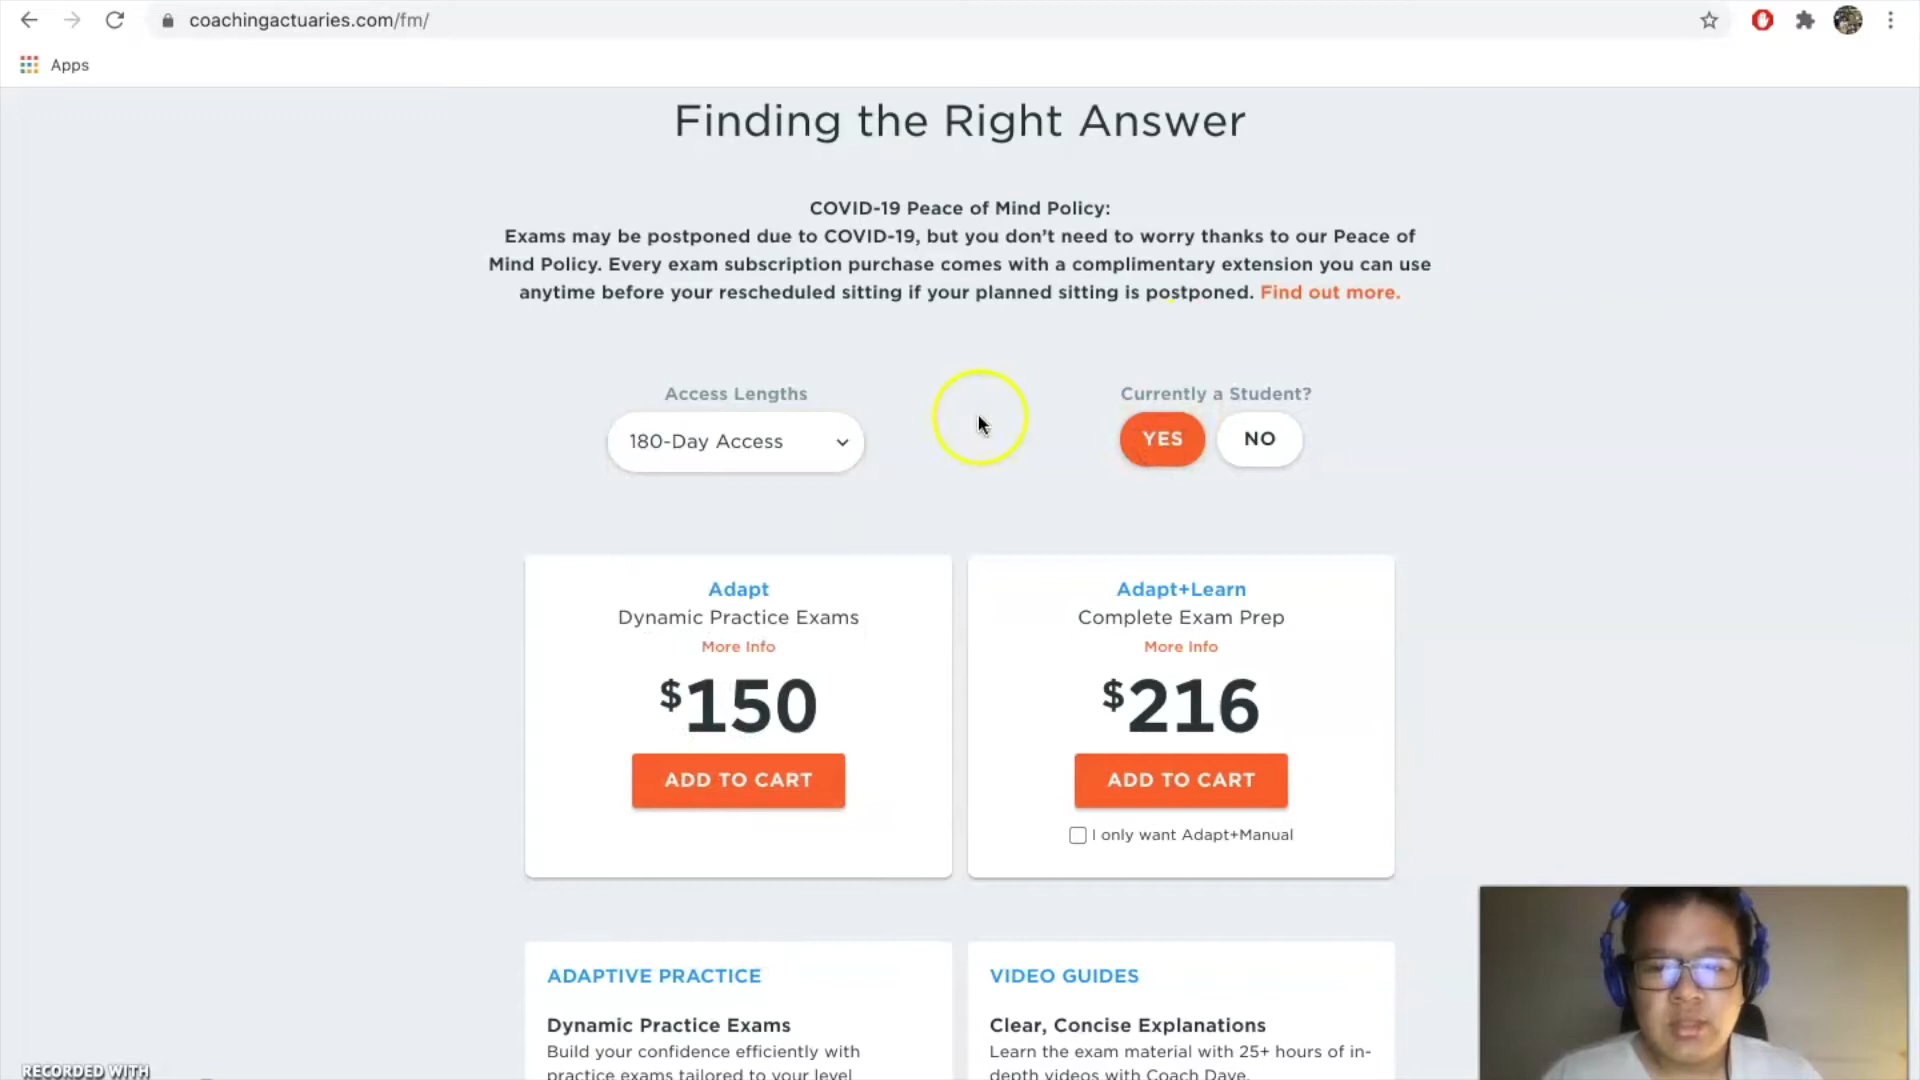 coachingactuaries.com/fm/
Apps
Finding the Right Answer
COVID-19 Peace of Mind Policy:
Exams may be postponed due to COVID-19, but you don't need to worry thanks to our Peace of
Mind Policy. Every exam subscription purchase comes with a complimentary extension you can use
anytime before your rescheduled sitting if your planned sitting is postponed. Find out more.
Access Lengths
180-Day Access
Currently a Student?
YES
NO
Adapt
Dynamic Practice Exams
More Info
$150
ADD TO CART
Adapt+Learn
Complete Exam Prep
More Info
$216
ADD TO CART
I only want Adapt+Manual
ADAPTIVE PRACTICE
Dynamic Practice Exams
Build your confidence efficiently with
practice exams tailored to your level
VIDEO GUIDES
Clear, Concise Explanations
Learn the exam material with 25+ hours of in-
depth videos with Coach Dave.
RECORDED WITH